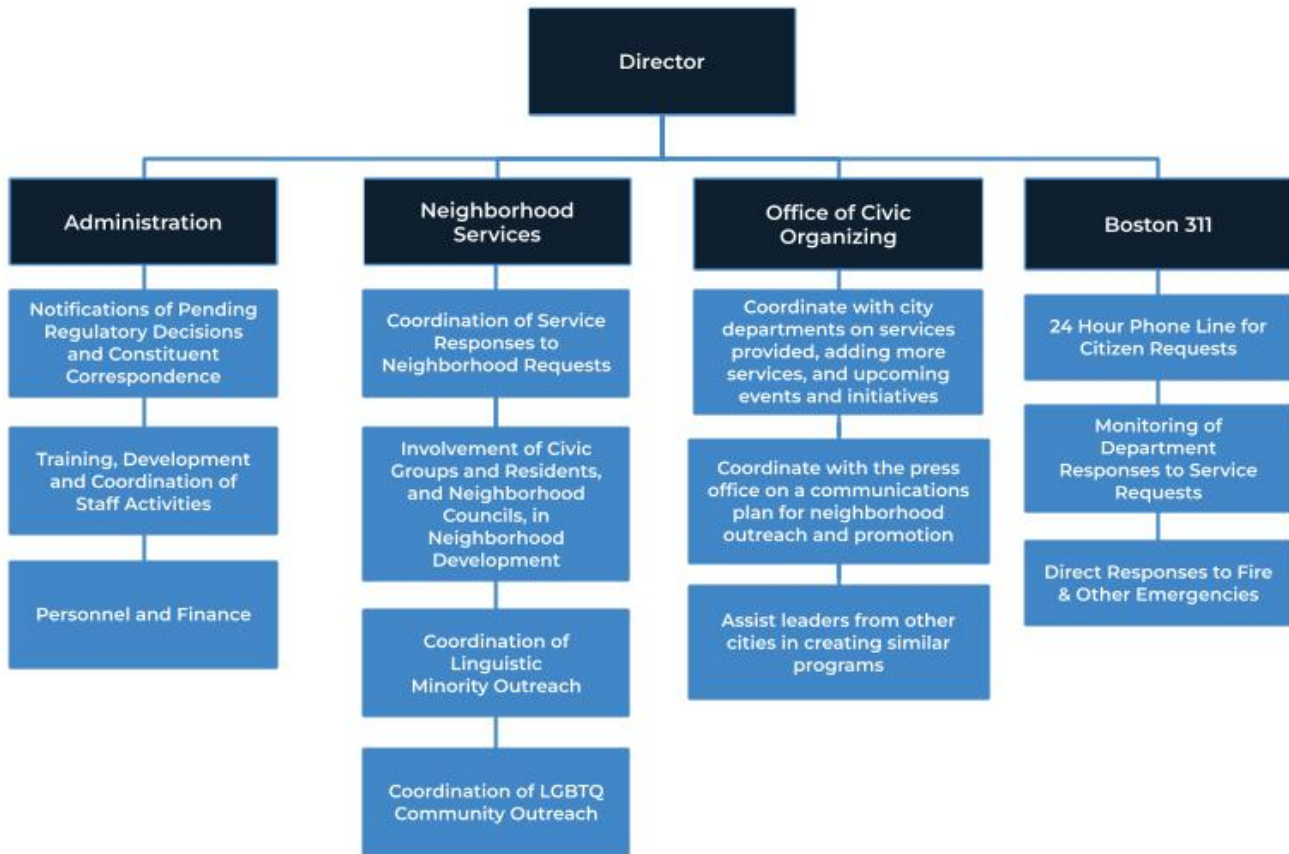 Director
Administration
Notifications of Pending
Regulatory Decisions
and Constituent
Correspondence
Training, Development
and Coordination of
Staff Activities
Personnel and Finance
Neighborhood
Services
Coordination of Service
Responses to
Neighborhood Requests
Involvement of Civic
Groups and Residents,
and Neighborhood
Councils, in
Neighborhood
Development
Coordination of
Linguistic
Minority Outreach
Coordination of LGBTQ
Community Outreach
Office of Civic
Organizing
Coordinate with city
departments on services
provided, adding more
services, and upcoming
events and initiatives
Coordinate with the press
office on a communications
plan for neighborhood
outreach and promotion
Assist leaders from other
cities in creating similar
programs
Boston 311
24 Hour Phone Line for
Citizen Requests
Monitoring of
Department
Responses to Service
Requests
Direct Responses to Fire
& Other Emergencies